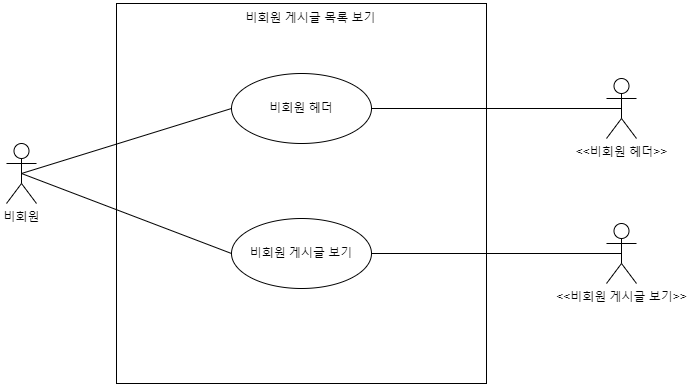 비회원 게시글 목록 보기
비회원 헤더
<<비회원 헤더>>
비회원
비회원 게시글 보기
<<비회원 게시글 보기>>